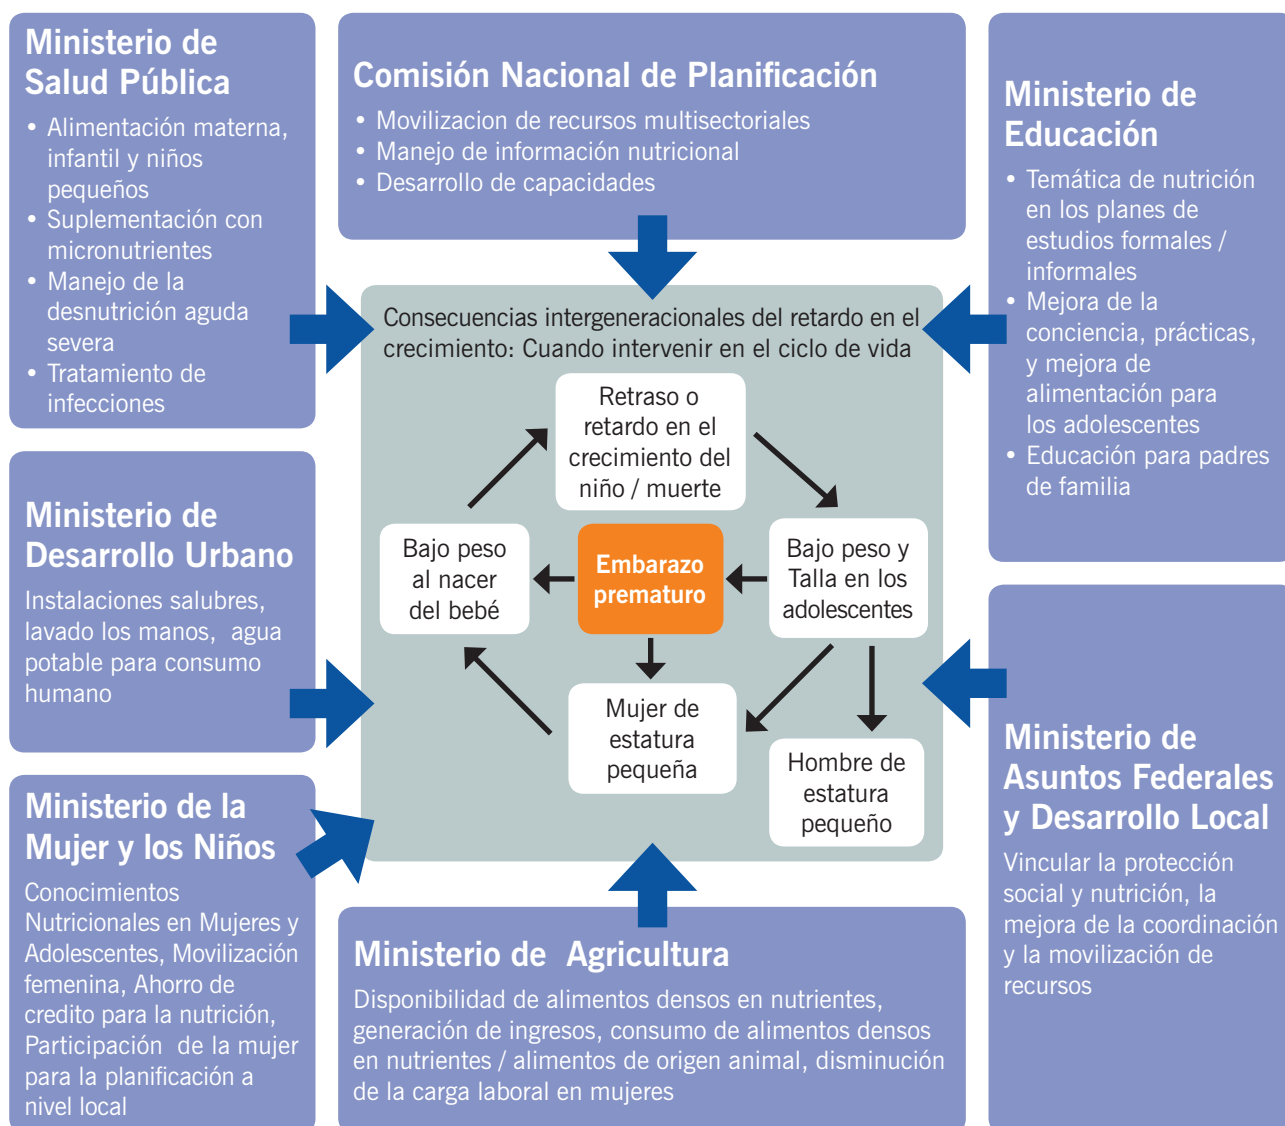 Ministerio de
Salud Pública
• Alimentación materna,
infantil y niños
pequeños
• Suplementación con
micronutrientes
• Manejo de la
desnutrición aguda
severa
• Tratamiento de
infecciones
Comisión Nacional de Planificación
• Movilizacion de recursos multisectoriales
• Manejo de información nutricional
• Desarrollo de capacidades
Ministerio de
Educación
• Temática de nutrición
en los planes de
estudios formales /
informales
• Mejora de la
conciencia, prácticas,
y mejora de
alimentación para
los adolescentes
• Educación para padres
de familia
Consecuencias intergeneracionales del retardo en el
crecimiento: Cuando intervenir en el ciclo de vida
Retraso o
retardo en el
crecimiento del
niño / muerte
Bajo peso
al nacer
del bebé
Embarazo
prematuro
Bajo peso y
Talla en los
adolescentes
Mujer de
estatura
pequeña
Hombre de
estatura
pequeño
Ministerio de
Desarrollo Urbano
Instalaciones salubres,
lavado los manos,  agua
potable para consumo
humano
Ministerio de la
Mujer y los Niños
Conocimientos
Nutricionales en Mujeres y
Adolescentes, Movilización
femenina, Ahorro de
credito para la nutrición,
Participación  de la mujer
para la planificación a
nivel local
Ministerio de  Agricultura
Disponibilidad de alimentos densos en nutrientes,
generación de ingresos, consumo de alimentos densos
en nutrientes / alimentos de origen animal, disminución
de la carga laboral en mujeres
Ministerio de
Asuntos Federales
y Desarrollo Local
Vincular la protección
social y nutrición, la
mejora de la coordinación
y la movilización de
recursos